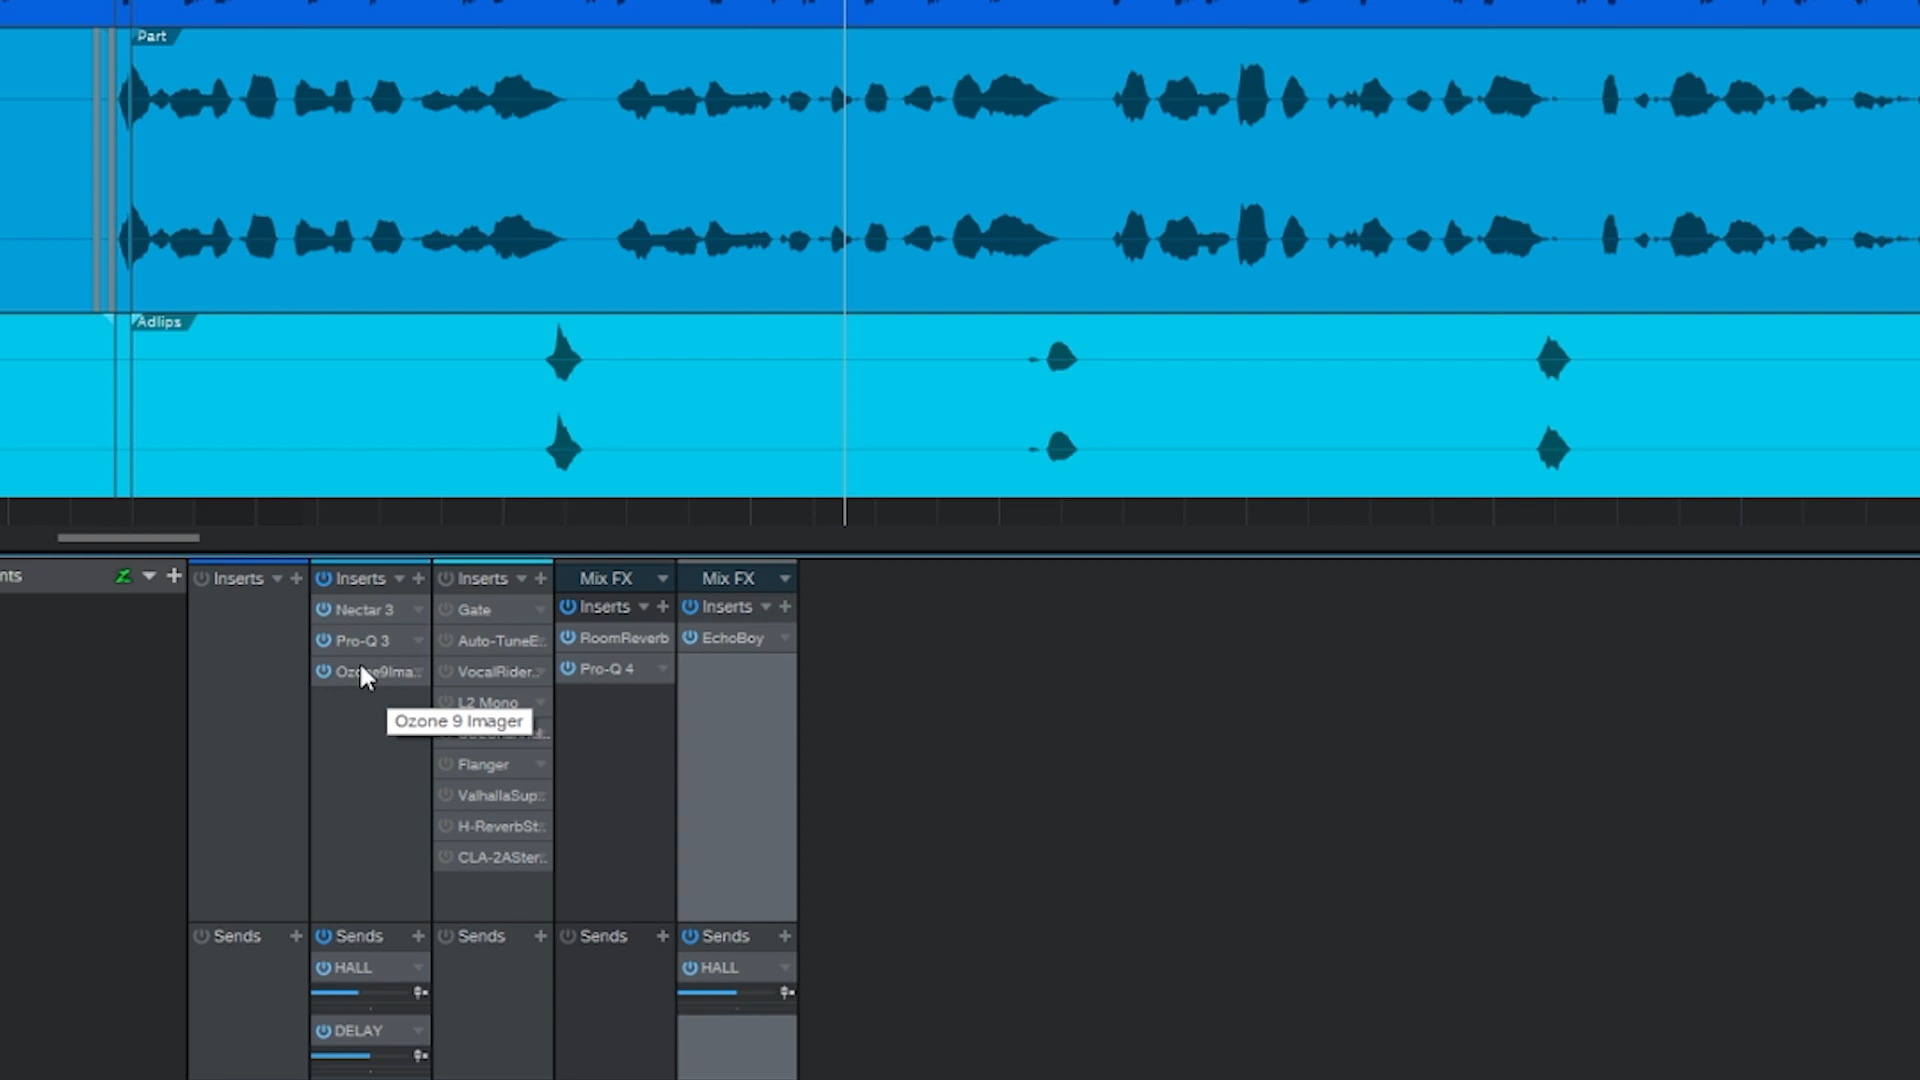 Part
Adlips
nts
Inserts
Inserts
Inserts
Mix FX
Mix FX
Inserts
Inserts
Nectar 3
Gate
RoomReverb
EchoBoy
Pro-Q 3
Auto-TuneE..
Pro-Q 4
Ozone9Ima..
VocalRider..
L2 Mono
Ozone 9 Imager
Flanger
ValhallaSup..
H-ReverbSt..
CLA-2ASter..
Sends
Sends
Sends
Sends
Sends
HALL
HALL
DELAY